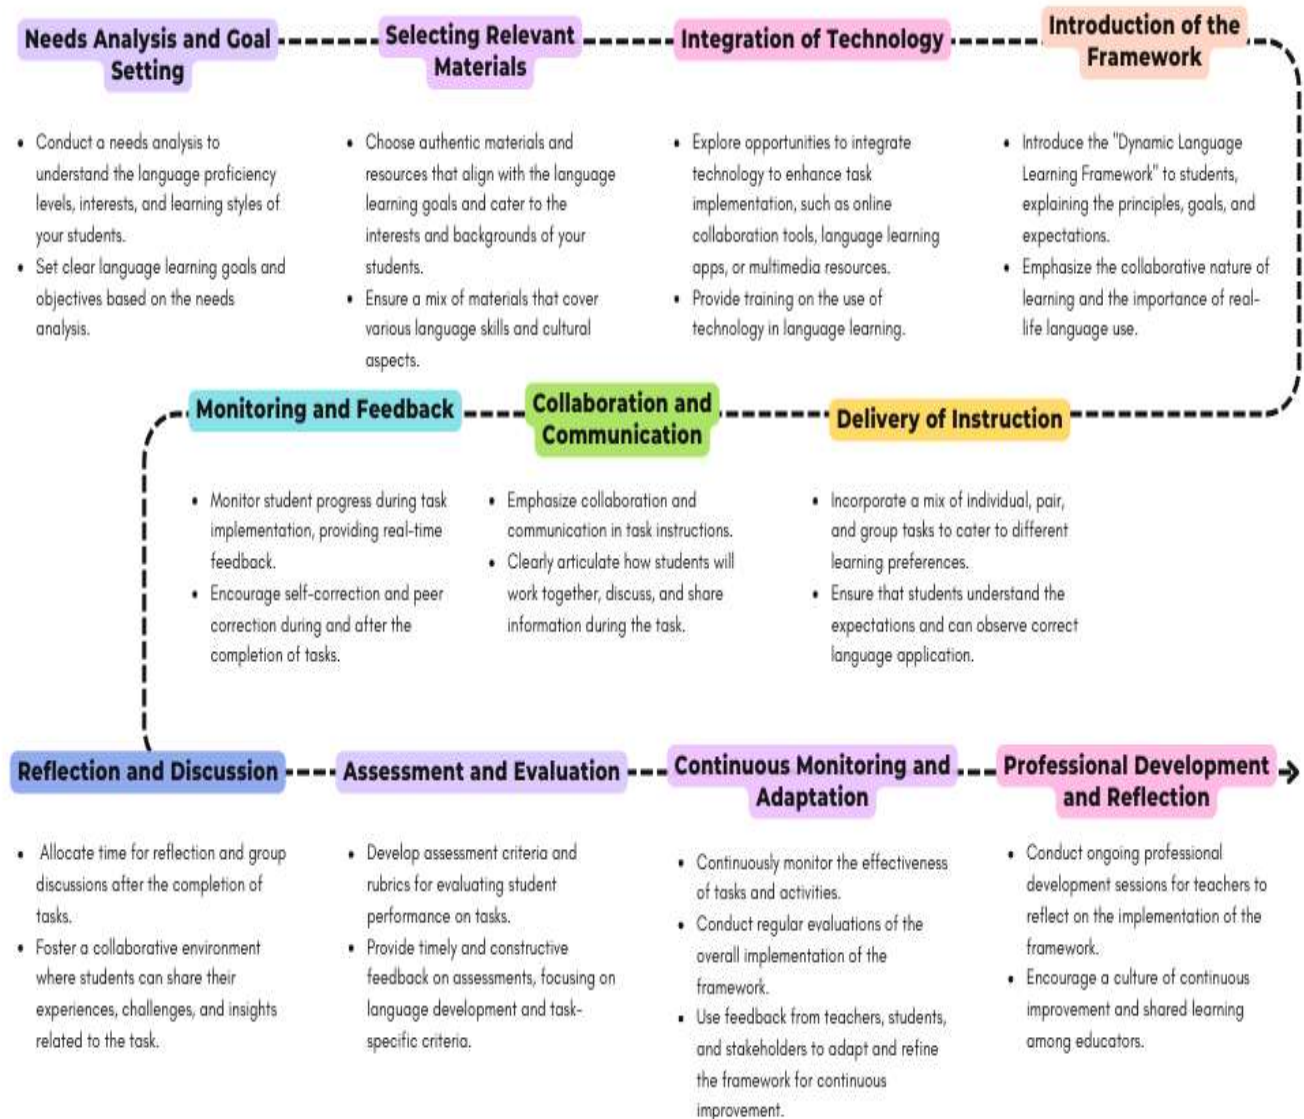 Needs Analysis and Goal
Setting
• Conduct a needs analysis to
understand the language proficiency
levels, interests, and learning styles of
your students.
• Set clear language learning goals and
objectives based on the needs
analysis.
Selecting Relevant
Materials
• Choose authentic materials and
resources that align with the language
learning goals and cater to the
interests and backgrounds of your
students.
• Ensure a mix of materials that cover
various language skills and cultural
aspects.
Integration of Technology
• Explore opportunities to integrate
technology to enhance task
implementation, such as online
collaboration tools, language learning
apps, or multimedia resources.
• Provide training on the use of
technology in language learning.
Introduction of the
Framework
• Introduce the "Dynamic Language
Learning Framework" to students,
explaining the principles, goals, and
expectations.
• Emphasize the collaborative nature of
learning and the importance of real-
life language use.
Delivery of Instruction
• Incorporate a mix of individual, pair,
and group tasks to cater to different
learning preferences.
• Ensure that students understand the
expectations and can observe correct
language application.
Collaboration and
Communication
• Emphasize collaboration and
communication in task instructions.
• Clearly articulate how students will
work together, discuss, and share
information during the task.
Monitoring and Feedback
• Monitor student progress during task
implementation, providing real-time
feedback.
• Encourage self-correction and peer
correction during and after the
completion of tasks.
Reflection and Discussion
• Allocate time for reflection and group
discussions after the completion of
tasks.
• Foster a collaborative environment
where students can share their
experiences, challenges, and insights
related to the task.
Assessment and Evaluation
• Develop assessment criteria and
rubrics for evaluating student
performance on tasks.
• Provide timely and constructive
feedback on assessments, focusing on
language development and task-
specific criteria.
Continuous Monitoring and
Adaptation
• Continuously monitor the effectiveness
of tasks and activities.
• Conduct regular evaluations of the
overall implementation of the
framework.
• Use feedback from teachers, students,
and stakeholders to adapt and refine
the framework for continuous
improvement.
Professional Development
and Reflection
• Conduct ongoing professional
development sessions for teachers to
reflect on the implementation of the
framework.
• Encourage a culture of continuous
improvement and shared learning
among educators.